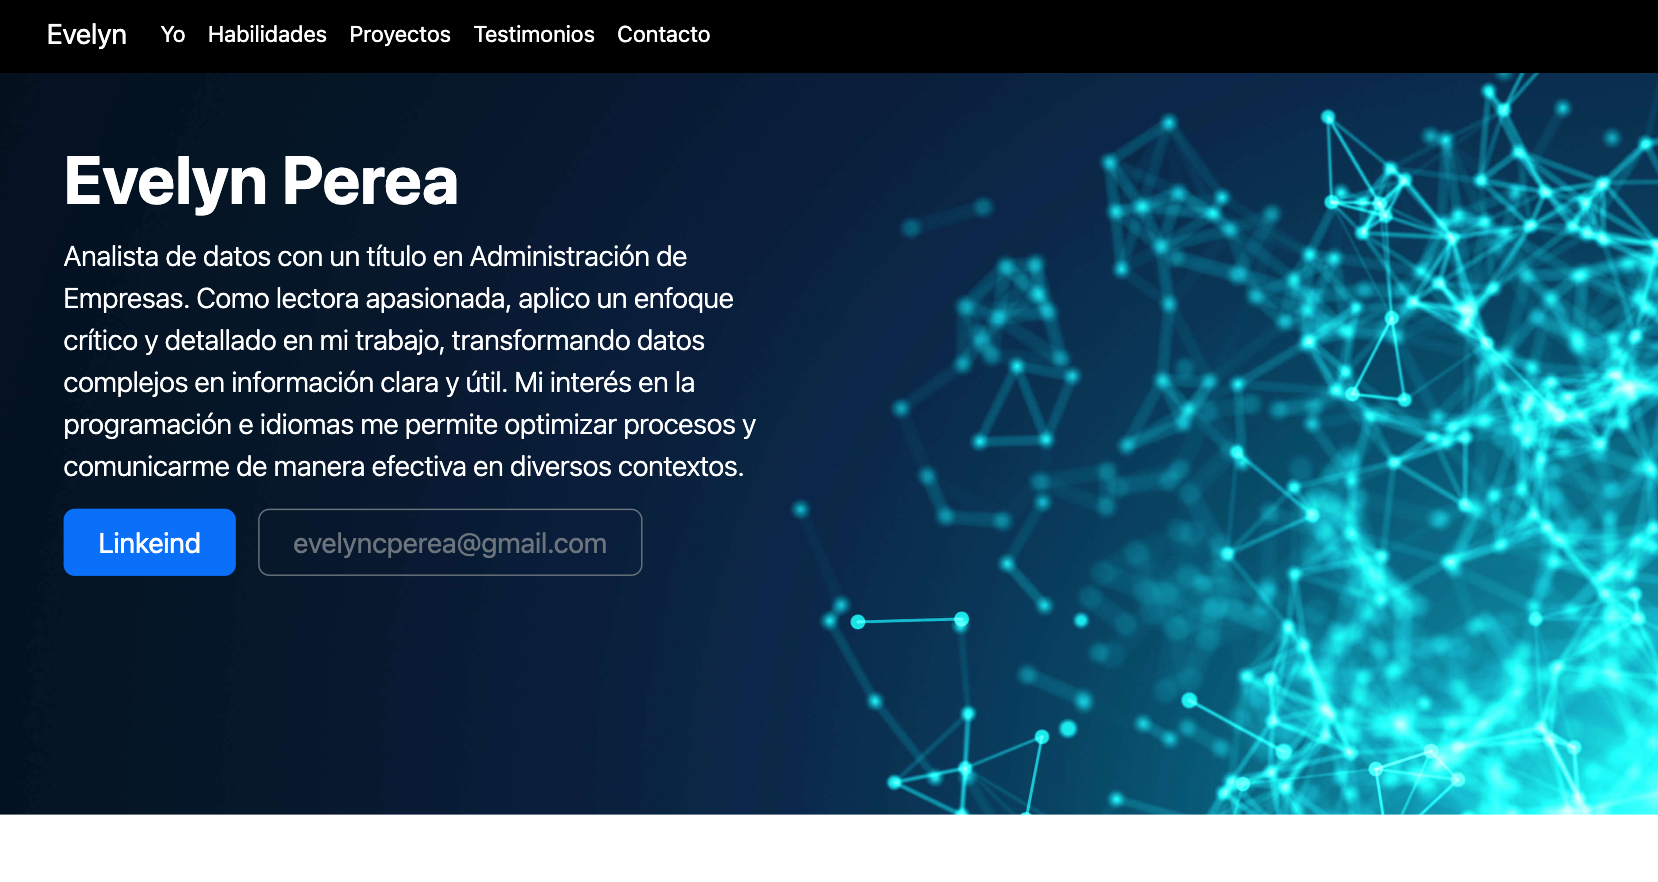 Evelyn Yo Habilidades Proyectos Testimonios Contacto
Evelyn Perea
Analista de datos con un título en Administración de
Empresas. Como lectora apasionada, aplico un enfoque
crítico y detallado en mi trabajo, transformando datos
complejos en información clara y útil. Mi interés en la
programación e idiomas me permite optimizar procesos y
comunicarme de manera efectiva en diversos contextos.
Linkeind evelyncperea@gmail.com